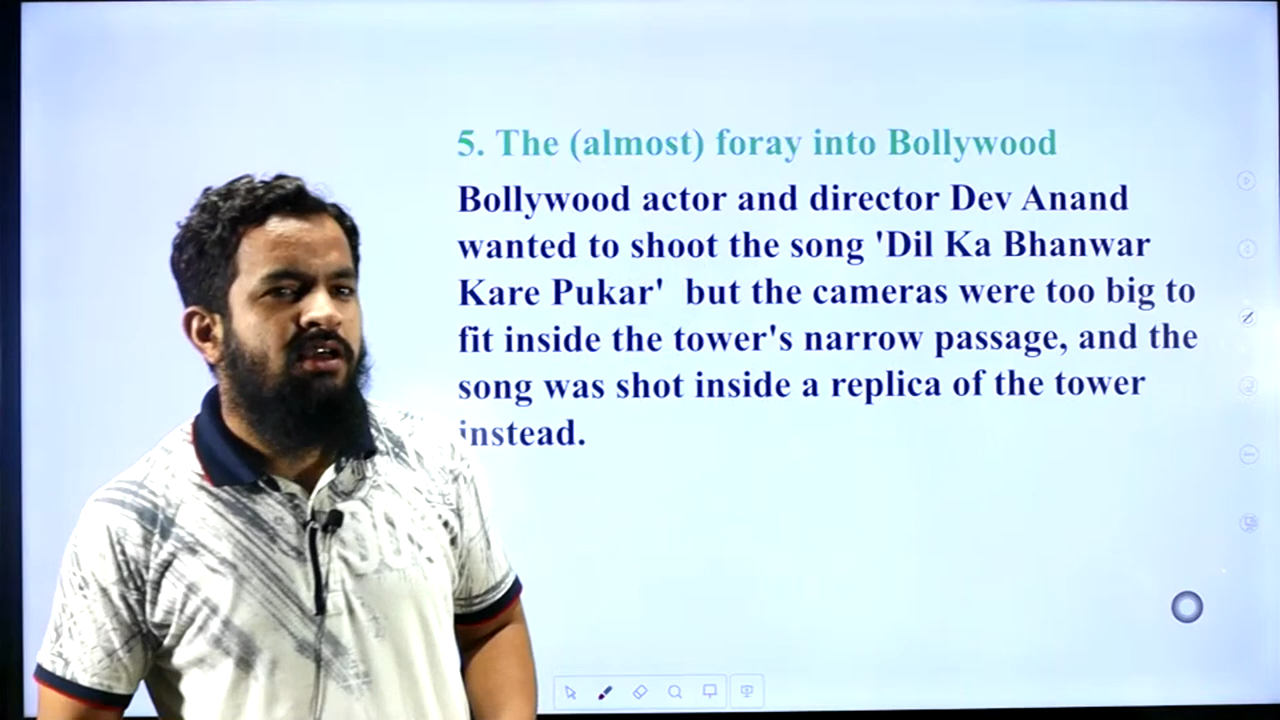 5. The (almost) foray into Bollywood
Bollywood actor and director Dev Anand
wanted to shoot the song 'Dil Ka Bhanwar
Kare Pukar'  but the cameras were too big to
fit inside the tower's narrow passage, and the
song was shot inside a replica of the tower
instead.